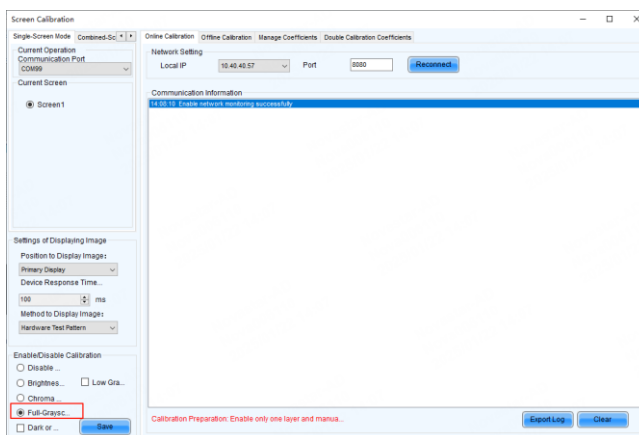 Screen Calibration
Single-Screen Mode Combined-Sc
Current Operation
Communication Port
COM99
Current Screen
Screen1
Settings of Displaying Image
Position to Display Image:
Primary Display
Device Response Time...
100 ms
Method to Display Image:
Hardware Test Pattern
Enable/Disable Calibration
Disable ...
Brightnes... Low Gra...
Chroma ...
Full-Graysc...
Dark or ... Save
Online Calibration Offline Calibration Manage Coefficients Double Calibration Coefficients
Network Setting
Local IP 10.40.40.57 Port 8080 Reconnect
Communication Information
14:08:10 Enable network monitoring successfully
Calibration Preparation: Enable only one layer and manua...
Export Log Clear